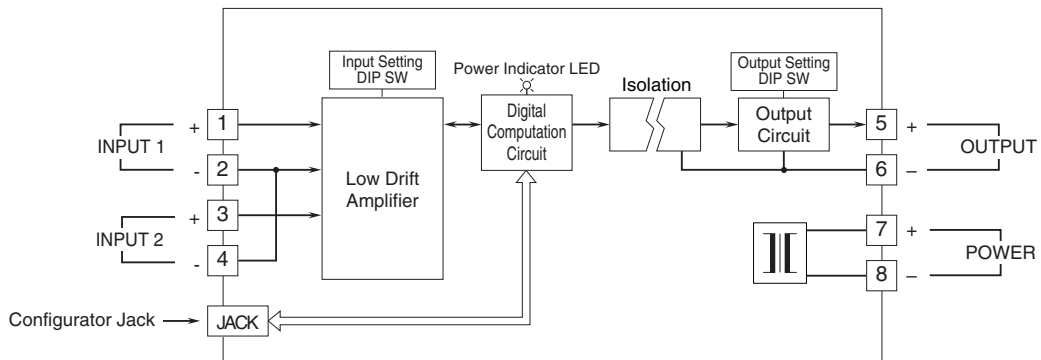 Input Setting
DIP SW
Power Indicator LED
Isolation
Output Setting
DIP SW
INPUT 1
+ 1
- 2
INPUT 2
+ 3
- 4
Low Drift
Amplifier
Digital
Computation
Circuit
Output
Circuit
5 +
6 –
OUTPUT
7 +
8 –
POWER
Configurator Jack
JACK